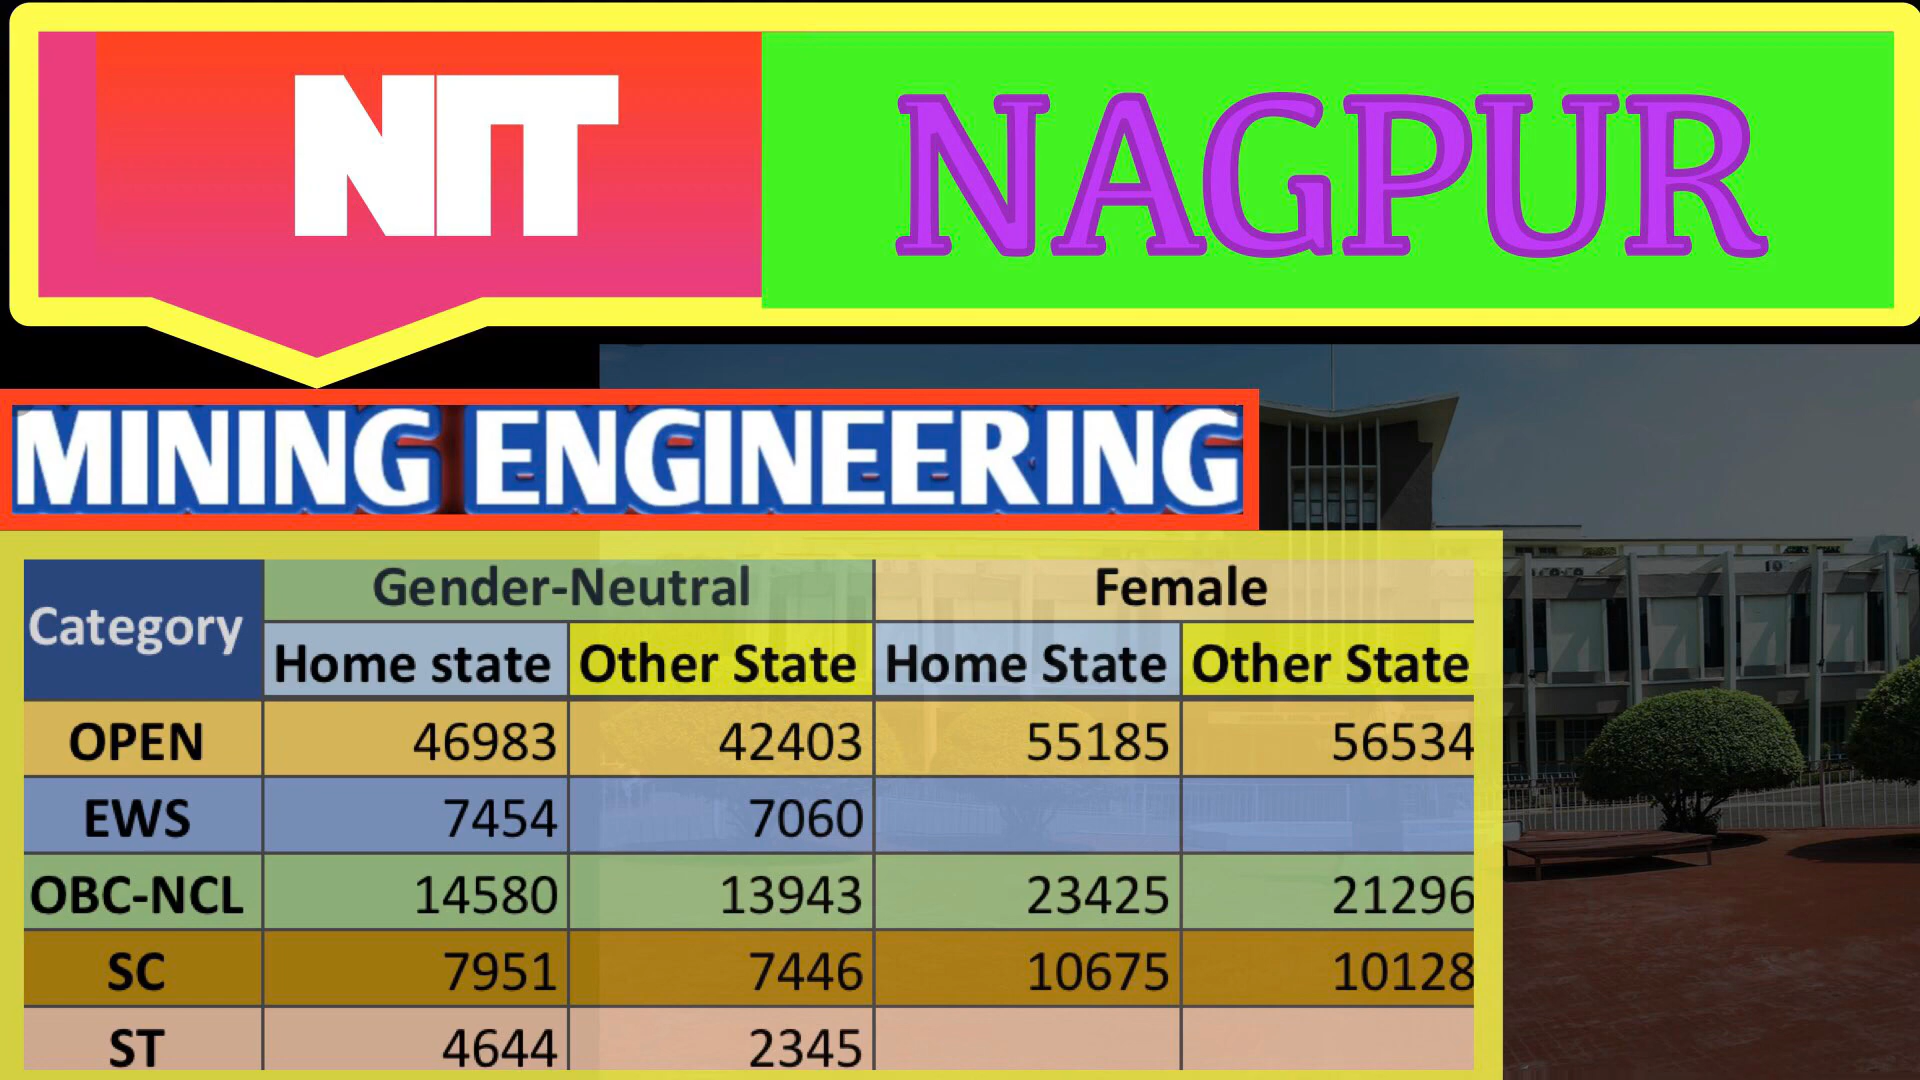 NIT NAGPUR
MINING ENGINEERING
Category Gender-Neutral Female
Home state Other State Home State Other State
OPEN 46983 42403 55185 56534
EWS 7454 7060
OBC-NCL 14580 13943 23425 21296
SC 7951 7446 10675 10128
ST 4644 2345